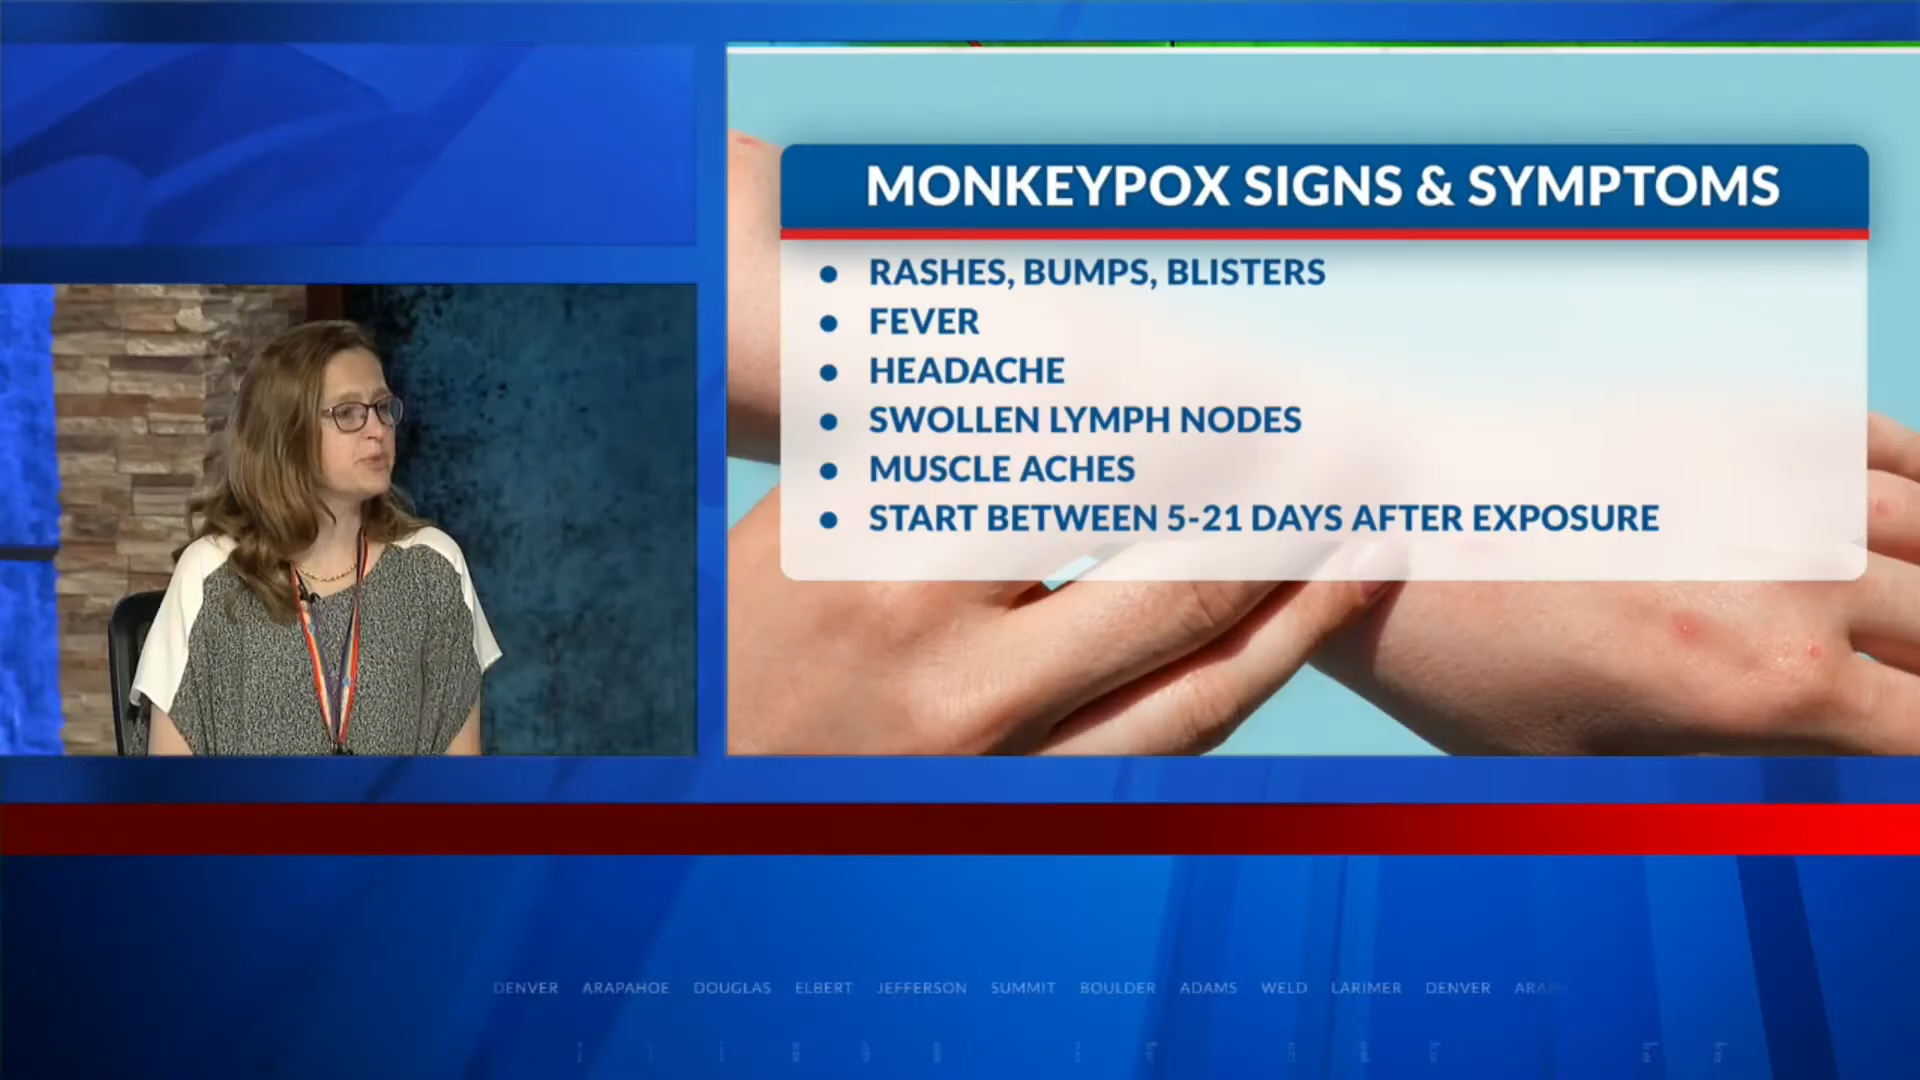 MONKEYPOX SIGNS & SYMPTOMS
• RASHES, BUMPS, BLISTERS
• FEVER
• HEADACHE
• SWOLLEN LYMPH NODES
• MUSCLE ACHES
• START BETWEEN 5-21 DAYS AFTER EXPOSURE
DENVER ARAPAHOE DOUGLAS ELBERT JEFFERSON SUMMIT BOULDER ADAMS WELD LARIMER DENVER